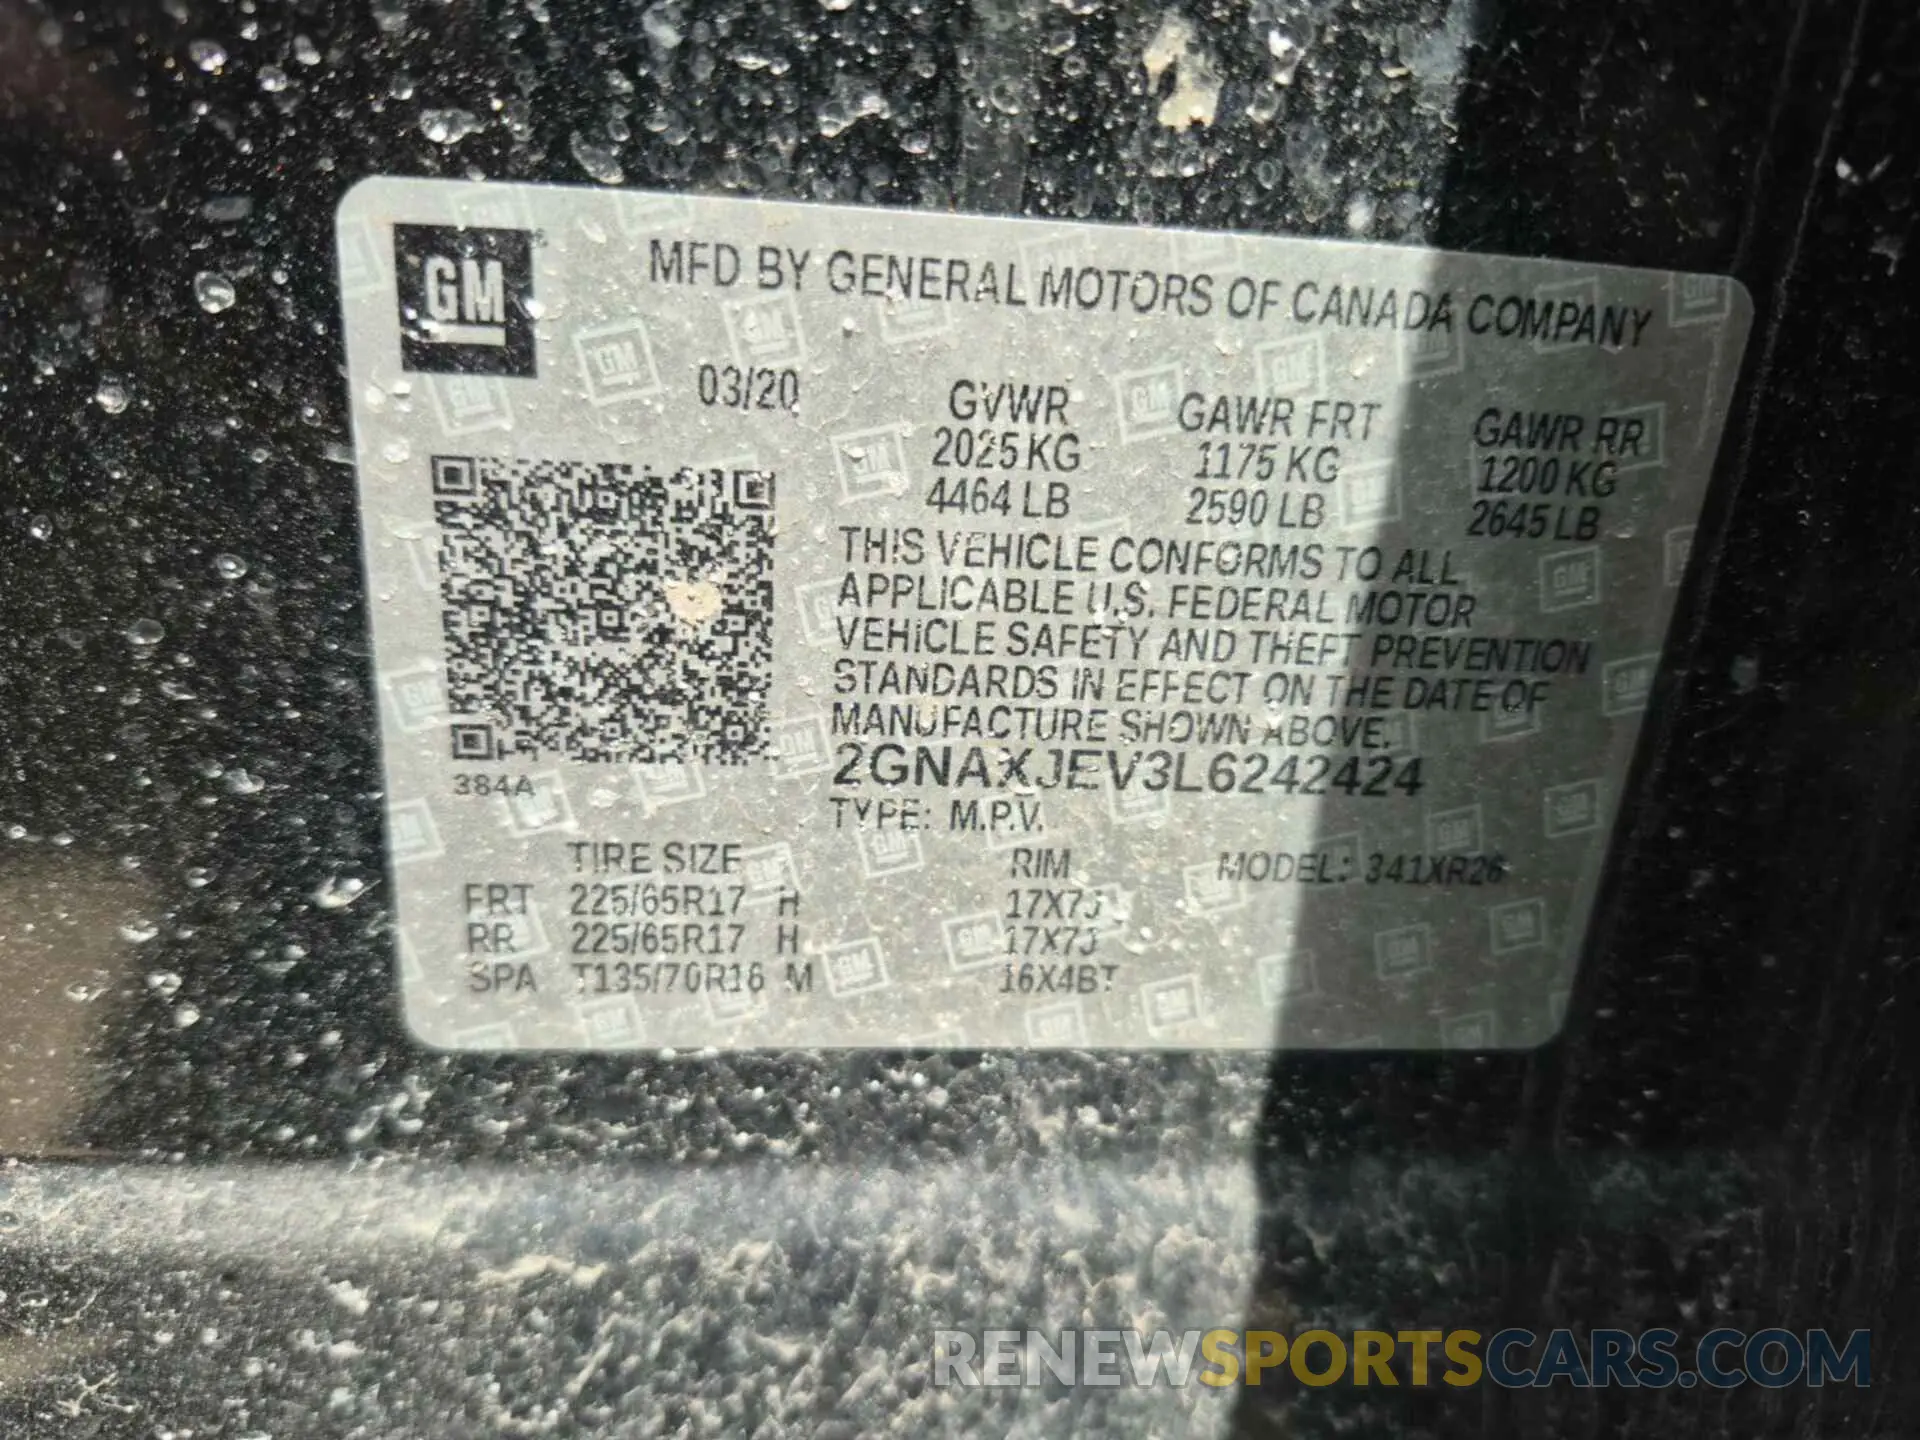 GM
MFD BY GENERAL MOTORS OF CANADA COMPANY
03/20
GVWR GAWR FRT GAWR RR
2025 KG 1175 KG 1200 KG
4464 LB 2590 LB 2645 LB
THIS VEHICLE CONFORMS TO ALL
APPLICABLE U.S. FEDERAL MOTOR
VEHICLE SAFETY AND THEFT PREVENTION
STANDARDS IN EFFECT ON THE DATE OF
MANUFACTURE SHOWN ABOVE.
2GNAXJEV3L6242424
384A
TYPE: M.P.V.
TIRE SIZE RIM MODEL: 341XR26
FRT 225/65R17 H 17X7J
RR 225/65R17 H 17X7J
SPA T135/70R16 M 16X4BT
RENEWSPORTSCARS.COM